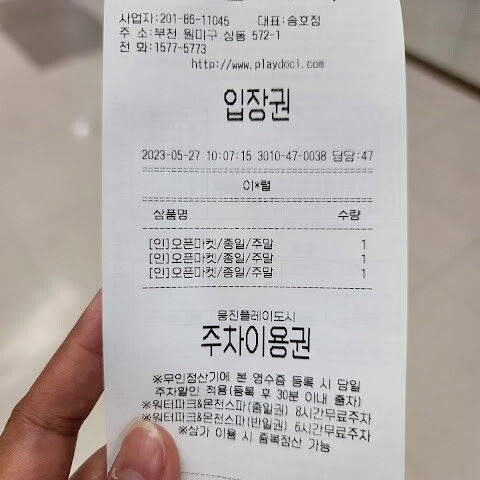 사업자:201-86-11045 대표:송호정
주 소:부천 원미구 상동 572-1
전 화:1577-5773
http://www.playdoci.com
입장권
2023-05-27 10:07:15 3010-47-0038 담당:47
이*렬
상품명 수량
[인]오픈마켓/종일/주말 1
[인]오픈마켓/종일/주말 1
[인]오픈마켓/종일/주말 1
웅진플레이도시
주차이용권
※무인정산기에 본 영수증 등록 시 당일
주차할인 적용(등록 후 30분 이내 출차)
※워터파크&온천스파(종일권) 8시간무료주차
※워터파크&온천스파(반일권) 6시간무료주차
※상가 이용 시 중복정산 가능